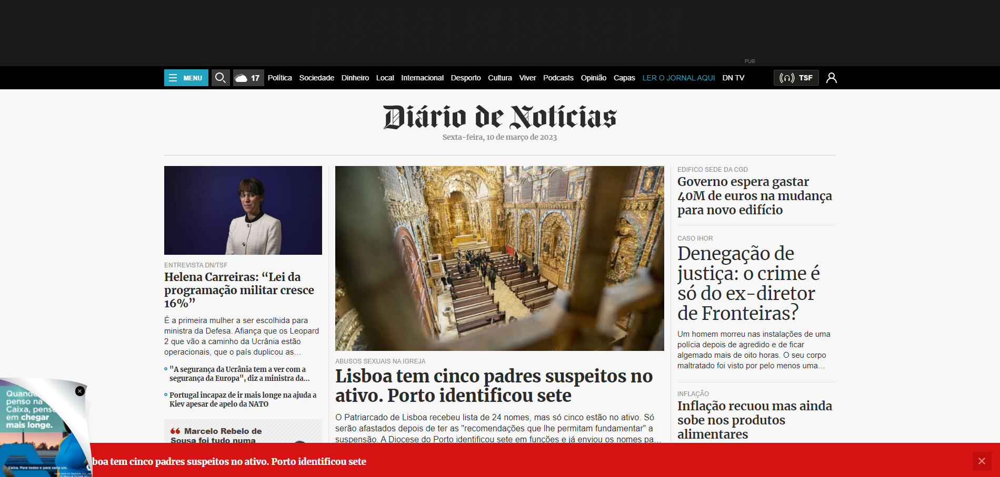 PUB
MENU
17
Política
Sociedade
Dinheiro
Local
Internacional
Desporto
Cultura
Viver
Podcasts
Opinião
Capas
LER O JORNAL AQUI
DN TV
TSF
Diário de Notícias
Sexta-feira, 10 de março de 2023
ENTREVISTA DN/TSF
Helena Carreiras: “Lei da
programação militar cresce
16%”
É a primeira mulher a ser escolhida para
ministra da Defesa. Afiança que os Leopard
2 que vão a caminho da Ucrânia estão
operacionais, que o país duplicou as…
"A segurança da Ucrânia tem a ver com a
segurança da Europa", diz a ministra da...
Portugal incapaz de ir mais longe na ajuda a
Kiev apesar de apelo da NATO
Marcelo Rebelo de
Sousa foi tudo numa
ABUSOS SEXUAIS NA IGREJA
Lisboa tem cinco padres suspeitos no
ativo. Porto identificou sete
O Patriarcado de Lisboa recebeu lista de 24 nomes, mas só cinco estão no ativo. Só
serão afastados depois de ter as "recomendações que lhe permitam fundamentar" a
suspensão. A Diocese do Porto identificou sete em funções e já enviou os nomes pa…
EDIFICO SEDE DA CGD
Governo espera gastar
40M de euros na mudança
para novo edifício
CASO IHOR
Denegação de
justiça: o crime é
só do ex-diretor
de Fronteiras?
Um homem morreu nas instalações de uma
polícia depois de agredido e de ficar
algemado mais de oito horas. O seu corpo
maltratado foi visto por pelo menos uma…
INFLAÇÃO
Inflação recuou mas ainda
sobe nos produtos
alimentares
Quando
penso na
Caixa, penso
em chegar
mais longe.
Caixa. Para todos e para cada um.
boa tem cinco padres suspeitos no ativo. Porto identificou sete